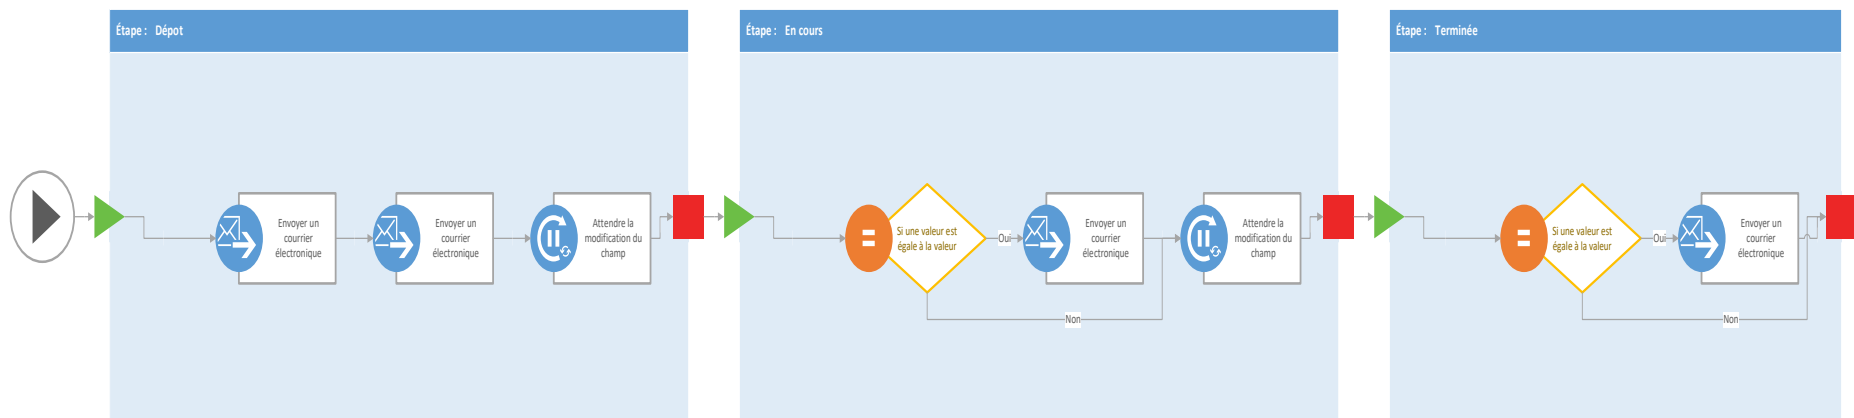 Étape : Dépot
Étape : En cours
Étape : Terminée
Envoyer un
courrier
électronique
Envoyer un
courrier
électronique
Attendre la
modification du
champ
Si une valeur est
égale à la valeur
Oui
Envoyer un
courrier
électronique
Attendre la
modification du
champ
Non
Si une valeur est
égale à la valeur
Oui
Envoyer un
courrier
électronique
Non